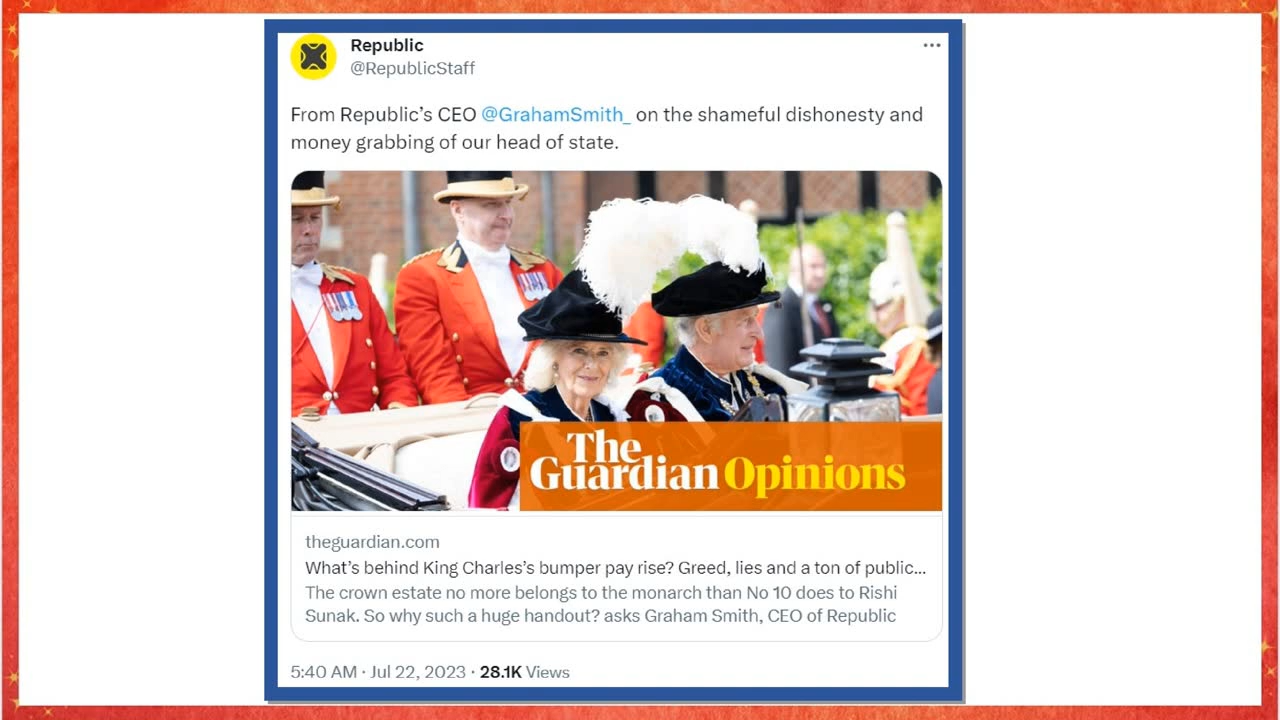 Republic
@RepublicStaff
From Republic’s CEO @GrahamSmith_ on the shameful dishonesty and
money grabbing of our head of state.
The
Guardian Opinions
theguardian.com
What’s behind King Charles’s bumper pay rise? Greed, lies and a ton of public...
The crown estate no more belongs to the monarch than No 10 does to Rishi
Sunak. So why such a huge handout? asks Graham Smith, CEO of Republic
5:40 AM · Jul 22, 2023 · 28.1K Views